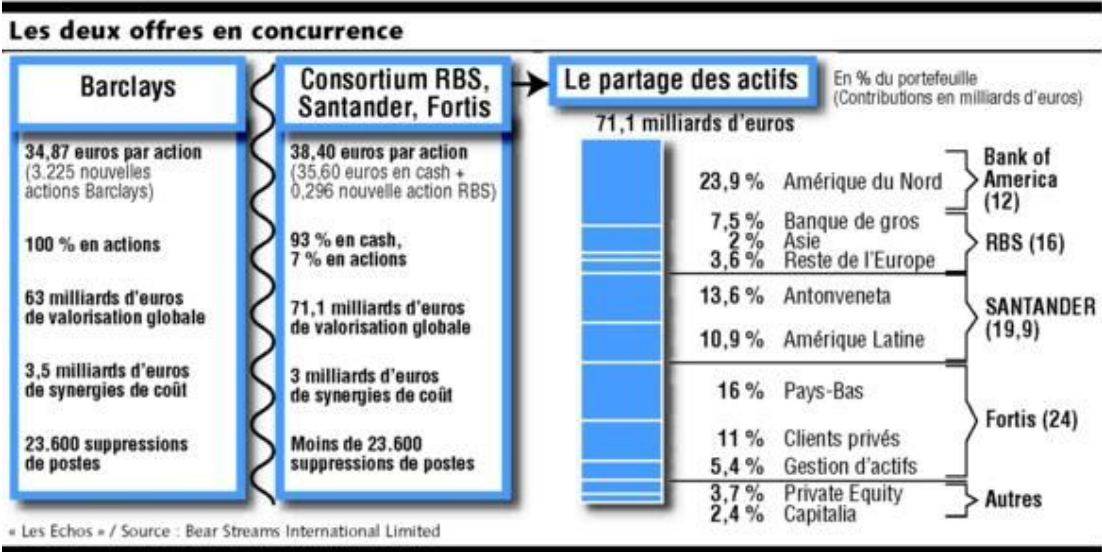 Les deux offres en concurrence
Barclays
34,87 euros par action
(3.225 nouvelles
actions Barclays)
100 % en actions
63 milliards d'euros
de valorisation globale
3,5 milliards d'euros
de synergies de coût
23.600 suppressions
de postes
Consortium RBS,
Santander, Fortis
38,40 euros par action
(35,60 euros en cash +
0,296 nouvelle action RBS)
93 % en cash,
7 % en actions
71,1 milliards d'euros
de valorisation globale
3 milliards d'euros
de synergies de coût
Moins de 23.600
suppressions de postes
Le partage des actifs
En % du portefeuille
(Contributions en milliards d'euros)
71,1 milliards d'euros
23,9 % Amérique du Nord
7,5 % Banque de gros
2 % Asie
3,6 % Reste de l'Europe
13,6 % Antonveneta
10,9 % Amérique Latine
16 % Pays-Bas
11 % Clients privés
5,4 % Gestion d'actifs
3,7 % Private Equity
2,4 % Capitalia
Bank of
America
(12)
RBS (16)
SANTANDER
(19,9)
Fortis (24)
Autres
« Les Echos » / Source : Bear Streams International Limited